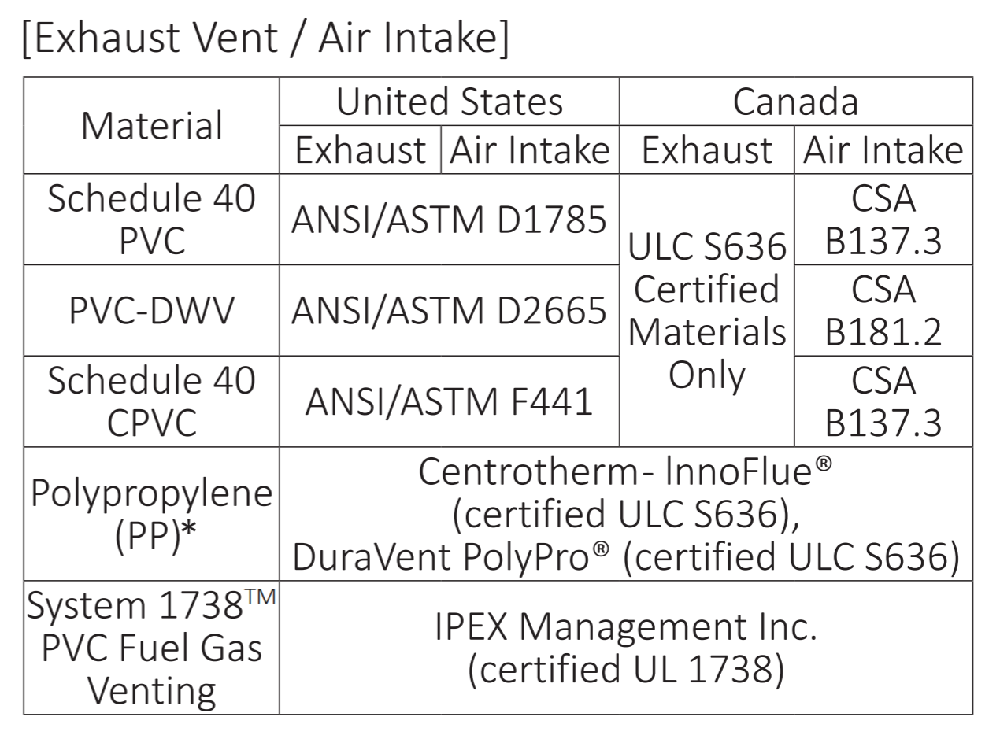 [Exhaust Vent / Air Intake]
Material
United States
Canada
Exhaust
Air Intake
Exhaust
Air Intake
Schedule 40
PVC
ANSI/ASTM D1785
ULC S636
Certified
Materials
Only
CSA
B137.3
PVC-DWV
ANSI/ASTM D2665
CSA
B181.2
Schedule 40
CPVC
ANSI/ASTM F441
CSA
B137.3
Polypropylene
(PP)*
Centrotherm- InnoFlue®
(certified ULC S636),
DuraVent PolyPro® (certified ULC S636)
System 1738™
PVC Fuel Gas
Venting
IPEX Management Inc.
(certified UL 1738)